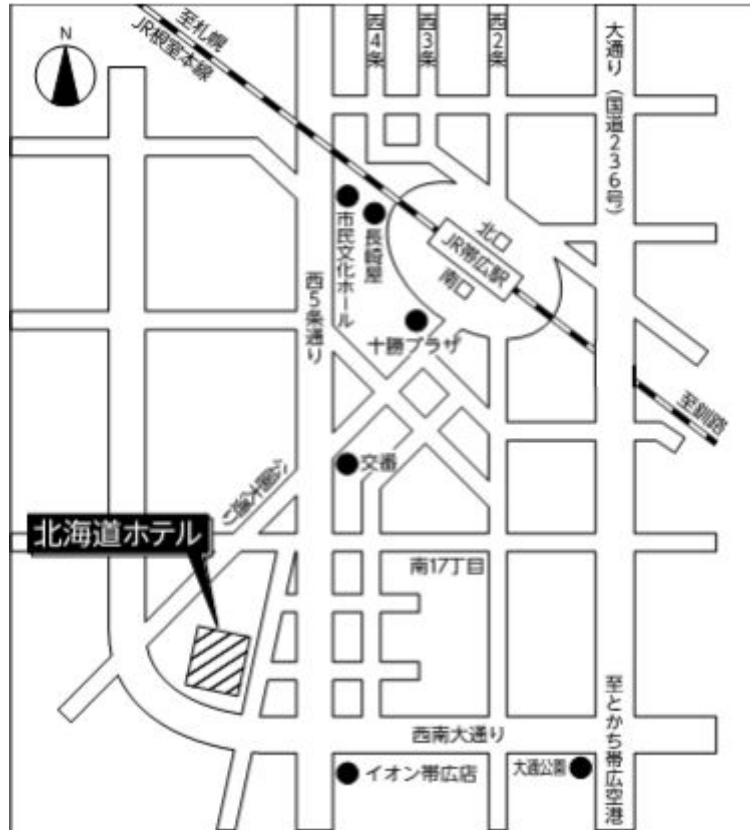 N
至札幌
JR根室本線
西4条
西3条
西2条
大通り（国道236号）
市民文化ホール
長崎屋
北口
JR帯広駅
南口
西5条通り
十勝プラザ
至釧路
交番
公園大通り
北海道ホテル
南17丁目
至とかち帯広空港
西南大通り
イオン帯広店
大通公園